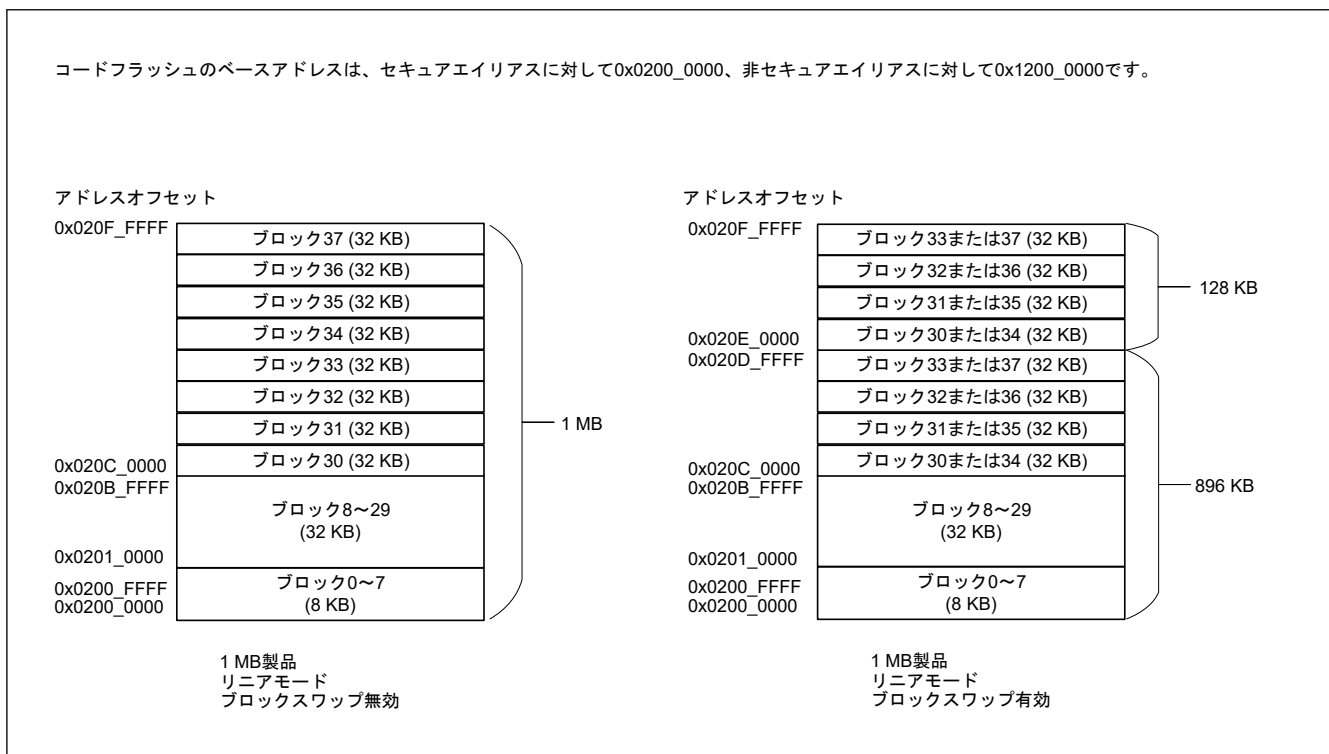 コードフラッシュのベースアドレスは、セキュアエイリアスに対して0x0200_0000、非セキュアエイリアスに対して0x1200_0000です。
アドレスオフセット
0x020F_FFFF
ブロック37 (32 KB)
ブロック36 (32 KB)
ブロック35 (32 KB)
ブロック34 (32 KB)
ブロック33 (32 KB)
ブロック32 (32 KB)
ブロック31 (32 KB)
ブロック30 (32 KB)
0x020C_0000
0x020B_FFFF
ブロック8~29
(32 KB)
0x0201_0000
0x0200_FFFF
0x0200_0000
ブロック0~7
(8 KB)
1 MB
1 MB製品
リニアモード
ブロックスワップ無効
アドレスオフセット
0x020F_FFFF
ブロック33または37 (32 KB)
ブロック32または36 (32 KB)
ブロック31または35 (32 KB)
ブロック30または34 (32 KB)
128 KB
0x020E_0000
0x020D_FFFF
ブロック33または37 (32 KB)
ブロック32または36 (32 KB)
ブロック31または35 (32 KB)
ブロック30または34 (32 KB)
0x020C_0000
0x020B_FFFF
ブロック8~29
(32 KB)
0x0201_0000
0x0200_FFFF
0x0200_0000
ブロック0~7
(8 KB)
896 KB
1 MB製品
リニアモード
ブロックスワップ有効